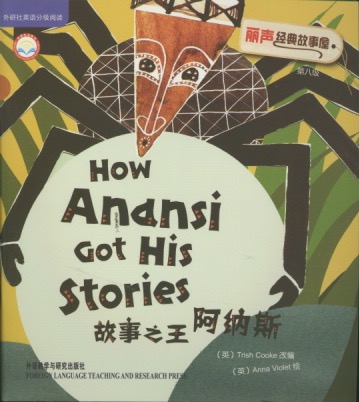 外研社英语分级阅读
丽声经典故事屋
第八级
How
Anansi
Got His
Stories
故事之王 阿纳斯
(英) Trish Cooke 改编
(英) Anna Violet 绘
外语教学与研究出版社
FOREIGN LANGUAGE TEACHING AND RESEARCH PRESS